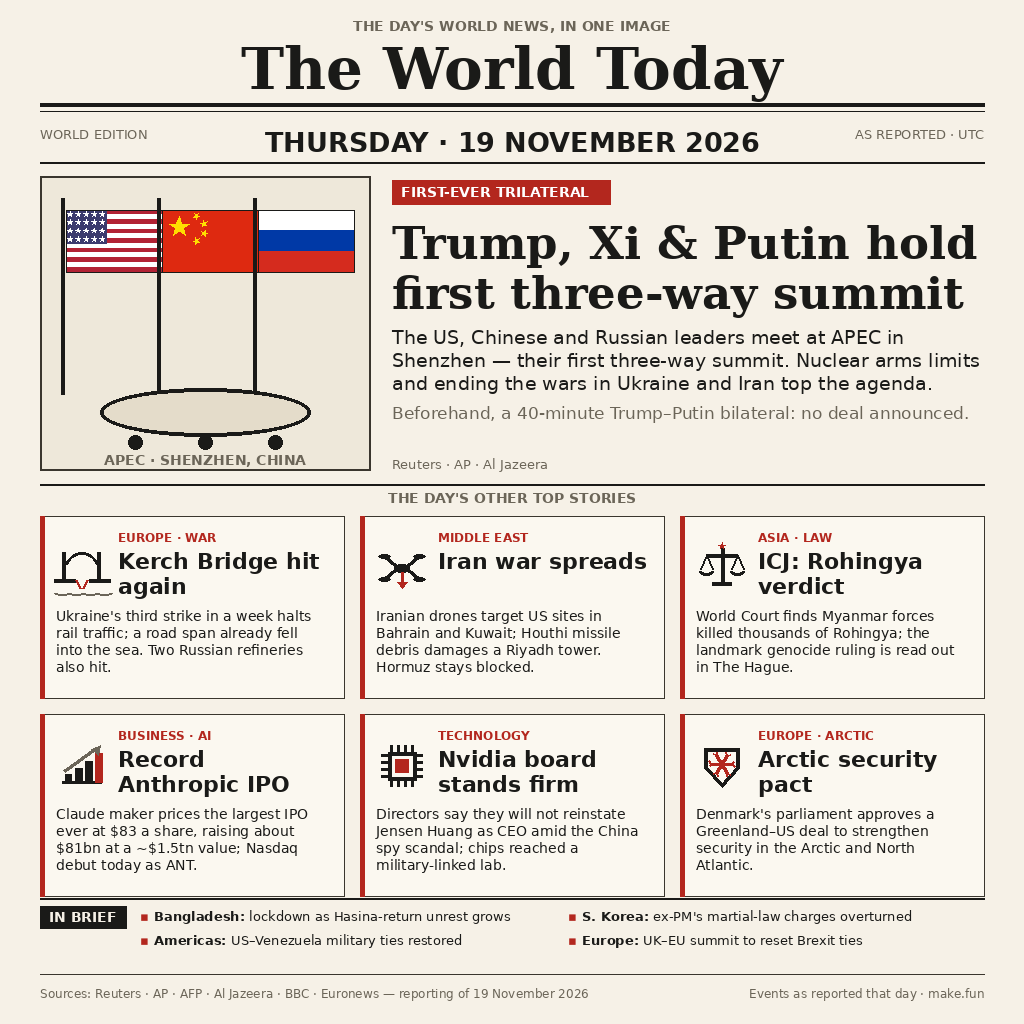 THE DAY'S WORLD NEWS, IN ONE IMAGE
The World Today
WORLD EDITION
THURSDAY · 19 NOVEMBER 2026
AS REPORTED · UTC
APEC · SHENZHEN, CHINA
FIRST-EVER TRILATERAL
Trump, Xi & Putin hold
first three-way summit
The US, Chinese and Russian leaders meet at APEC in
Shenzhen — their first three-way summit. Nuclear arms limits
and ending the wars in Ukraine and Iran top the agenda.
Beforehand, a 40-minute Trump–Putin bilateral: no deal announced.
Reuters · AP · Al Jazeera
THE DAY'S OTHER TOP STORIES
EUROPE · WAR
Kerch Bridge hit
again
Ukraine's third strike in a week halts
rail traffic; a road span already fell
into the sea. Two Russian refineries
also hit.
MIDDLE EAST
Iran war spreads
Iranian drones target US sites in
Bahrain and Kuwait; Houthi missile
debris damages a Riyadh tower.
Hormuz stays blocked.
ASIA · LAW
ICJ: Rohingya
verdict
World Court finds Myanmar forces
killed thousands of Rohingya; the
landmark genocide ruling is read out
in The Hague.
BUSINESS · AI
Record
Anthropic IPO
Claude maker prices the largest IPO
ever at $83 a share, raising about
$81bn at a ~$1.5tn value; Nasdaq
debut today as ANT.
TECHNOLOGY
Nvidia board
stands firm
Directors say they will not reinstate
Jensen Huang as CEO amid the China
spy scandal; chips reached a
military-linked lab.
EUROPE · ARCTIC
Arctic security
pact
Denmark's parliament approves a
Greenland–US deal to strengthen
security in the Arctic and North
Atlantic.
IN BRIEF
Bangladesh: lockdown as Hasina-return unrest grows
S. Korea: ex-PM's martial-law charges overturned
Americas: US–Venezuela military ties restored
Europe: UK–EU summit to reset Brexit ties
Sources: Reuters · AP · AFP · Al Jazeera · BBC · Euronews — reporting of 19 November 2026
Events as reported that day · make.fun